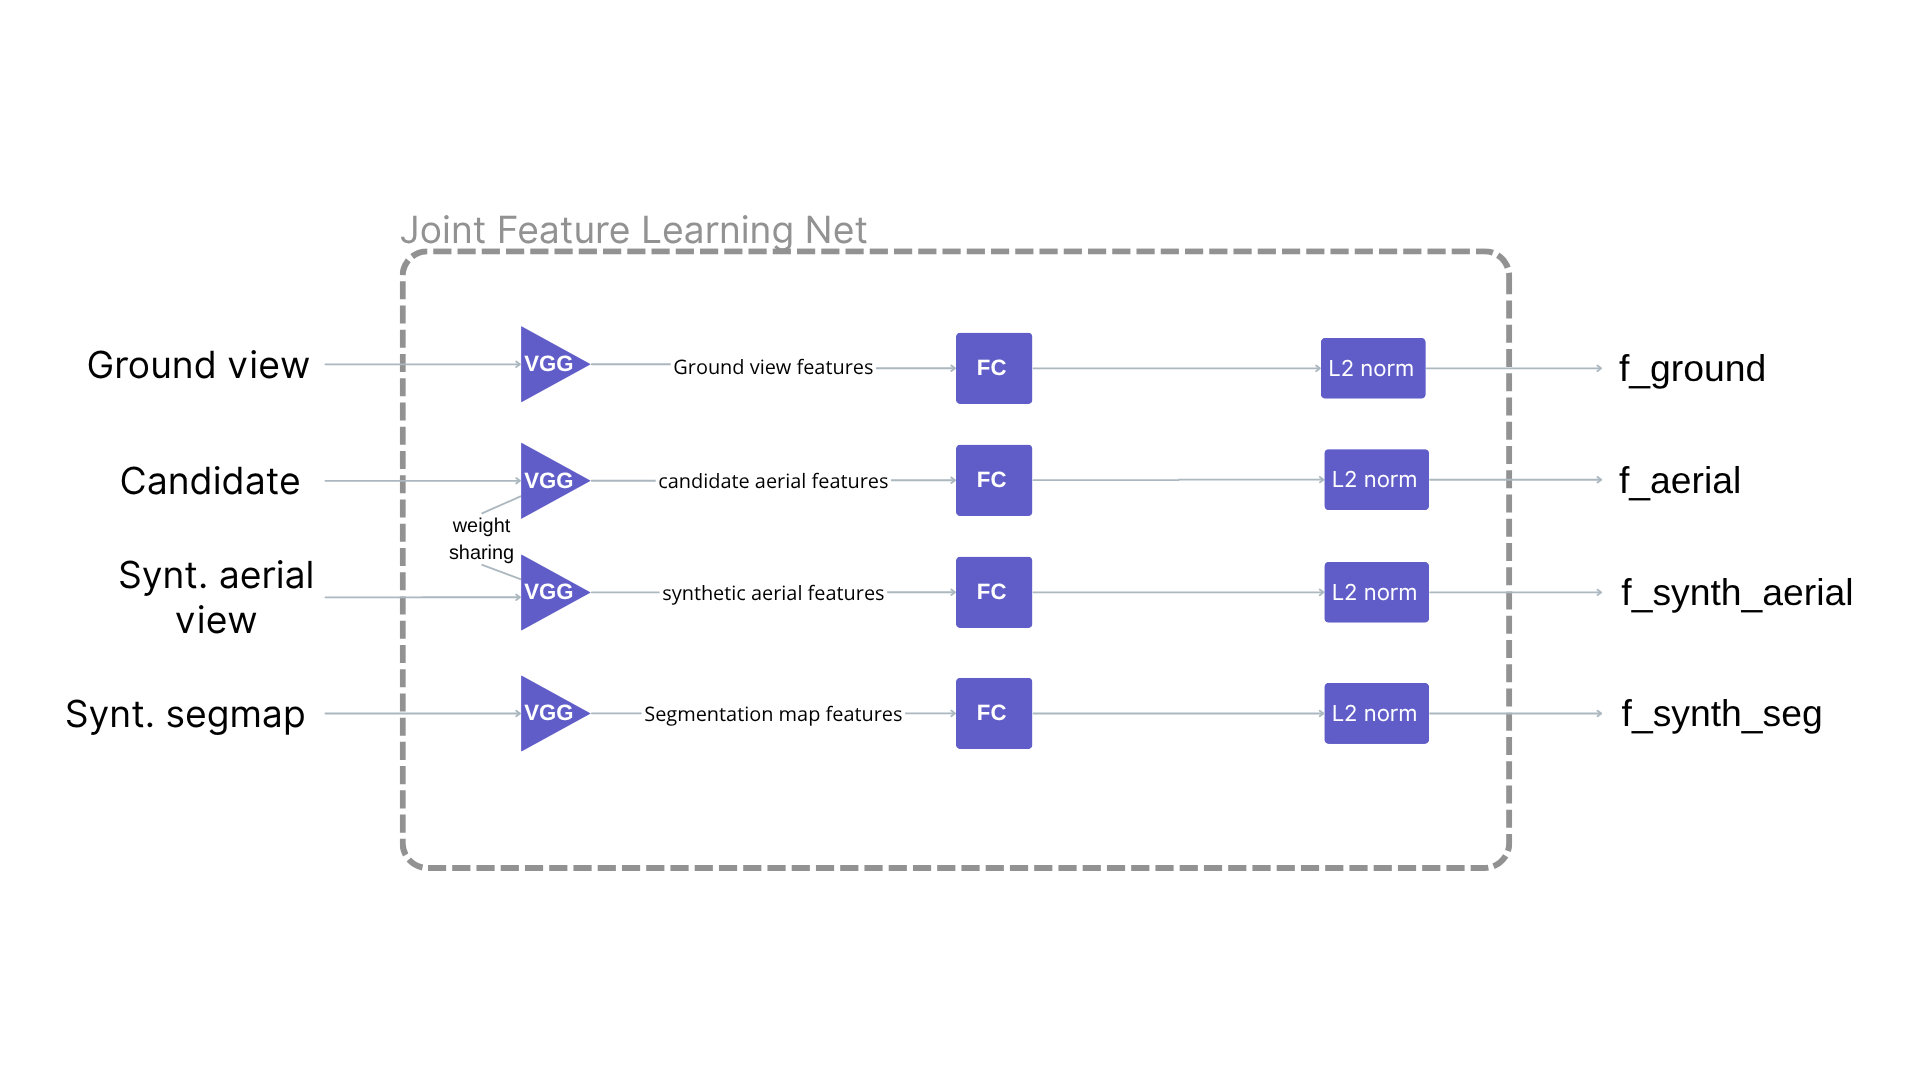 Joint Feature Learning Net
Ground view
VGG
Ground view features
FC
L2 norm
f_ground
Candidate
VGG
candidate aerial features
FC
L2 norm
f_aerial
weight
sharing
Synt. aerial
view
VGG
synthetic aerial features
FC
L2 norm
f_synth_aerial
Synt. segmap
VGG
Segmentation map features
FC
L2 norm
f_synth_seg